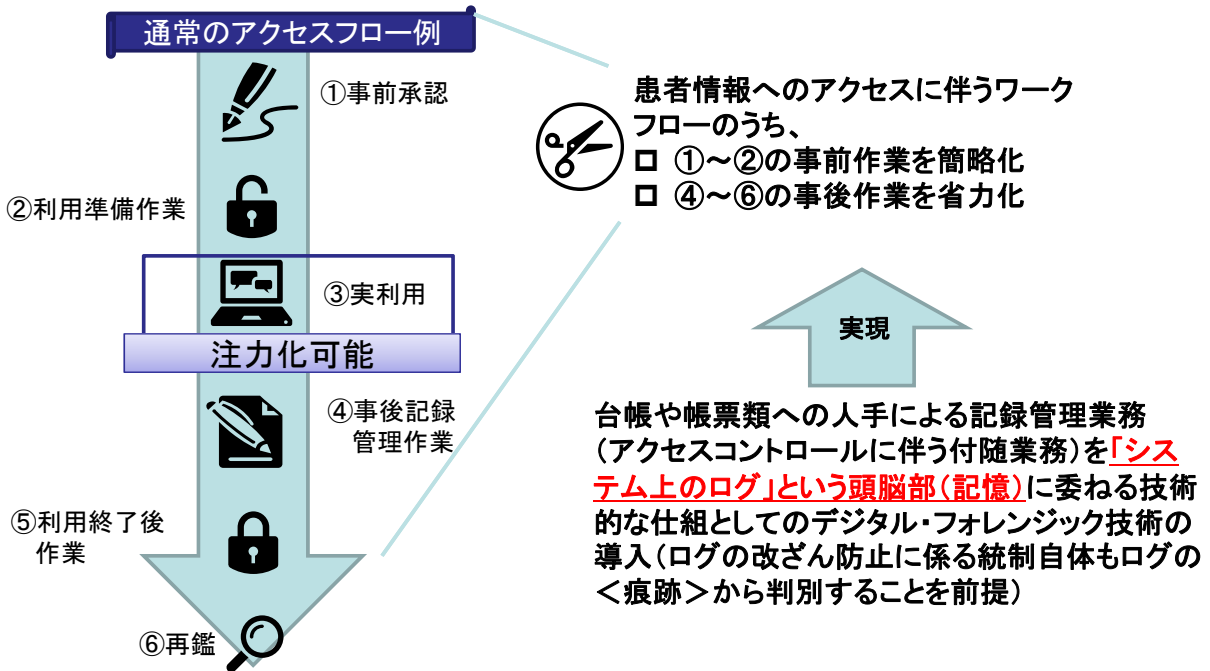 通常のアクセスフロー例
①事前承認
②利用準備作業
③実利用
注力化可能
④事後記録
管理作業
⑤利用終了後
作業
⑥再鑑
患者情報へのアクセスに伴うワーク
フローのうち、
□ ①～②の事前作業を簡略化
□ ④～⑥の事後作業を省力化
実現
台帳や帳票類への人手による記録管理業務
(アクセスコントロールに伴う付随業務)を「シス
テム上のログ」という頭脳部(記憶)に委ねる技術
的な仕組としてのデジタル・フォレンジック技術の
導入(ログの改ざん防止に係る統制自体もログの
＜痕跡＞から判別することを前提)